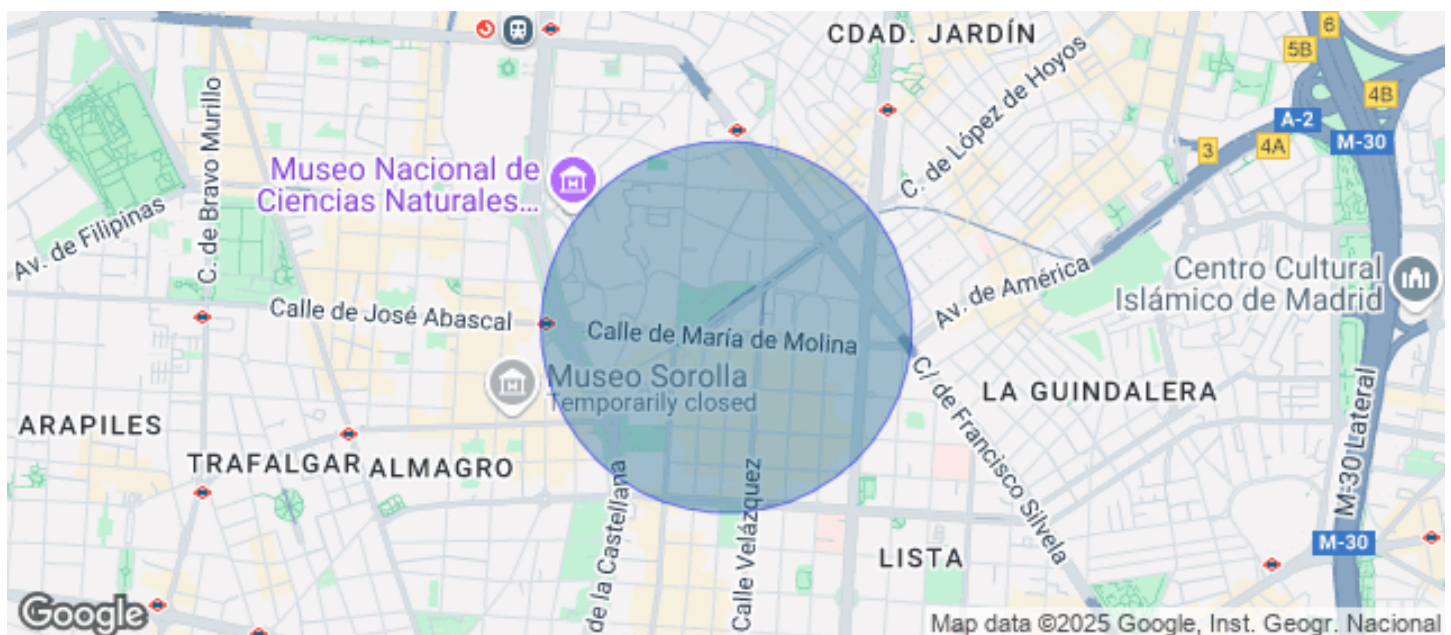 CDAD. JARDÍN
6
5B
4B
A-2
3
4A
M-30
C. de López de Hoyos
C. de Bravo Murillo
Museo Nacional de
Ciencias Naturales...
Av. de Filipinas
Av. de América
Centro Cultural
Islámico de Madrid
Calle de José Abascal
Calle de María de Molina
Museo Sorolla
Temporarily closed
C/ de Francisco Silvela
LA GUINDALERA
M-30 Lateral
ARAPILES
TRAFALGAR
ALMAGRO
de la Castellana
Calle Velázquez
LISTA
M-30
Google
Map data ©2025 Google, Inst. Geogr. Nacional